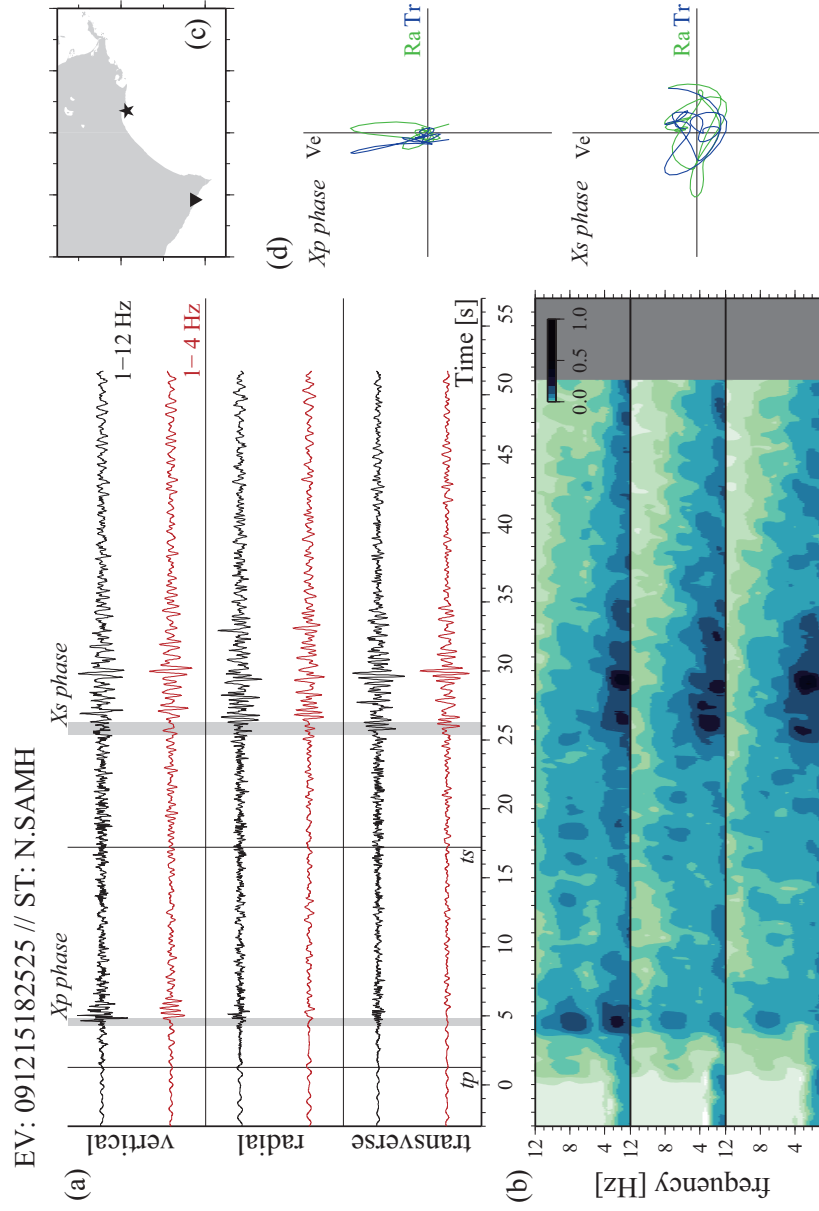 EV: 091215182525 // ST: N.SAMH
(a)
Xp phase
Xs phase
1−12 Hz
1− 4 Hz
vertical
radial
transverse
tp
ts
Time [s]
0 5 10 15 20 25 30 35 40 45 50 55
(b)
frequency [Hz]
12
8
4
12
8
4
12
8
4
0.0 0.5 1.0
(c)
(d)
Xp phase
Ve
Ra Tr
Xs phase
Ve
Ra Tr